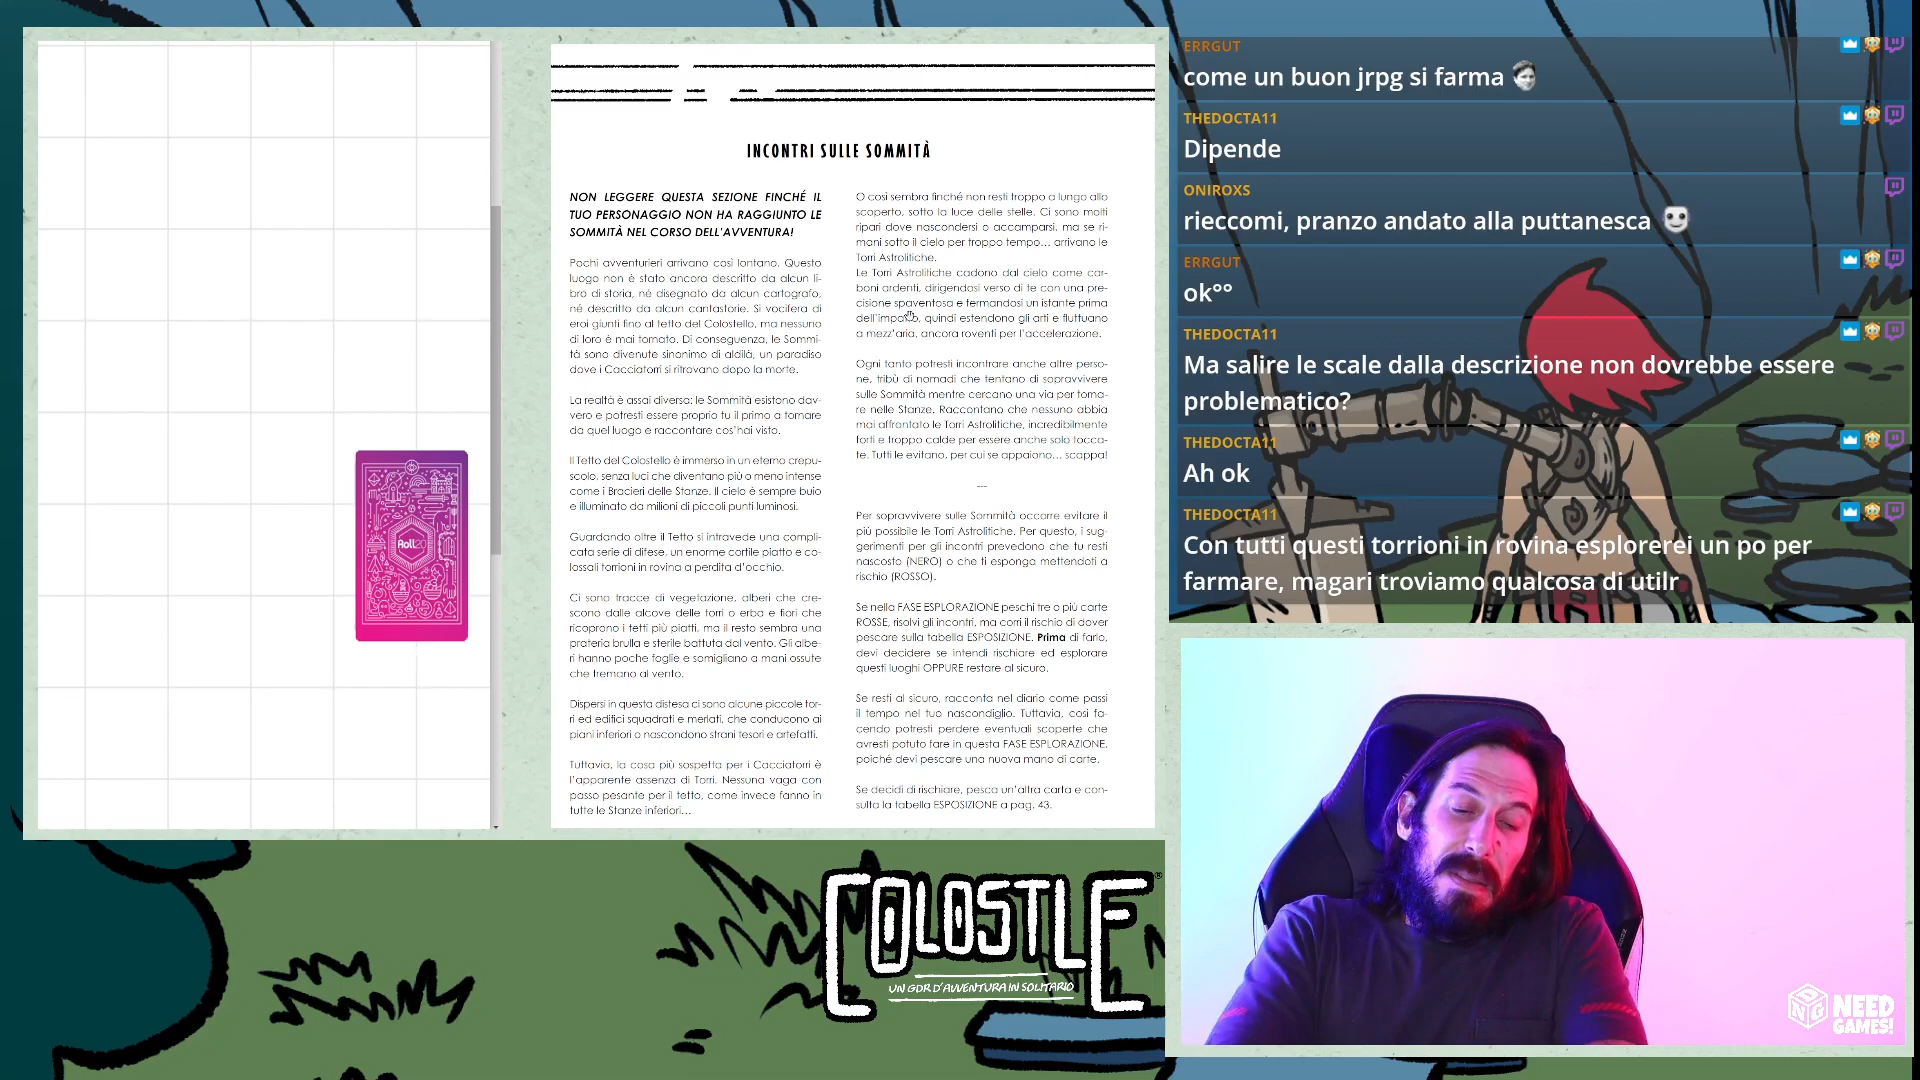 INCONTRI SULLE SOMMITÀ
NON LEGGERE QUESTA SEZIONE FINCHÉ IL
TUO PERSONAGGIO NON HA RAGGIUNTO LE
SOMMITÀ NEL CORSO DELL'AVVENTURA!
Pochi avventurieri arrivano così lontano. Questo
luogo non è stato ancora descritto da alcun li-
bro di storia, né disegnato da alcun cartografo,
né descritto da alcun cantastorie. Si vocifera di
eroi giunti fino al tetto del Colostello, ma nessuno
di loro è mai tornato. Di conseguenza, le Sommi-
tà sono divenute sinonimo di aldilà, un paradiso
dove i Cacciatorri si ritrovano dopo la morte.
La realtà è assai diversa: le Sommità esistono dav-
vero e potresti essere proprio tu il primo a tornare
da quel luogo e raccontare cos'hai visto.
Il Tetto del Colostello è immerso in un eterno crepu-
scolo, senza luci che diventano più o meno intense
come i Bracieri delle Stanze. Il cielo è sempre buio
e illuminato da milioni di piccoli punti luminosi.
Guardando oltre il Tetto si intravede una compli-
cata serie di difese, un enorme cortile piatto e co-
lossali torrioni in rovina a perdita d'occhio.
Ci sono tracce di vegetazione, alberi che cre-
scono dalle alcove delle torri o erba e fiori che
ricoprono i tetti più piatti, ma il resto sembra una
prateria brulla e sterile battuta dal vento. Gli albe-
ri hanno poche foglie e somigliano a mani ossute
che tremano al vento.
Dispersi in questa distesa ci sono alcune piccole tor-
ri ed edifici squadrati e merlati, che conducono ai
piani inferiori o nascondono strani tesori e artefatti.
Tuttavia, la cosa più sospetta per i Cacciatorri è
l'apparente assenza di Torri. Nessuna vaga con
passo pesante per il tetto, come invece fanno in
tutte le Stanze inferiori...
O così sembra finché non resti troppo a lungo allo
scoperto, sotto la luce delle stelle. Ci sono molti
ripari dove nascondersi o accamparsi, ma se ri-
mani sotto il cielo per troppo tempo... arrivano le
Torri Astrolitiche.
Le Torri Astrolitiche cadono dal cielo come car-
boni ardenti, dirigendosi verso di te con una pre-
cisione spaventosa e fermandosi un istante prima
dell'impatto, quindi estendono gli arti e fluttuano
a mezz'aria, ancora roventi per l'accelerazione.
Ogni tanto potresti incontrare anche altre perso-
ne, tribù di nomadi che tentano di sopravvivere
sulle Sommità mentre cercano una via per torna-
re nelle Stanze. Raccontano che nessuno abbia
mai affrontato le Torri Astrolitiche, incredibilmente
forti e troppo calde per essere anche solo tocca-
te. Tutti le evitano, per cui se appaiono... scappa!
---
Per sopravvivere sulle Sommità occorre evitare il
più possibile le Torri Astrolitiche. Per questo, i sug-
gerimenti per gli incontri prevedono che tu resti
nascosto (NERO) o che ti esponga mettendoti a
rischio (ROSSO).
Se nella FASE ESPLORAZIONE peschi tre o più carte
ROSSE, risolvi gli incontri, ma corri il rischio di dover
pescare sulla tabella ESPOSIZIONE. Prima di farlo,
devi decidere se intendi rischiare ed esplorare
questi luoghi OPPURE restare al sicuro.
Se resti al sicuro, racconta nel diario come passi
il tempo nel tuo nascondiglio. Tuttavia, così fa-
cendo potresti perdere eventuali scoperte che
avresti potuto fare in questa FASE ESPLORAZIONE,
poiché devi pescare una nuova mano di carte.
Se decidi di rischiare, pesca un'altra carta e con-
sulta la tabella ESPOSIZIONE a pag. 43.
Roll20
ERRGUT
come un buon jrpg si farma
THEDOCTA11
Dipende
ONIROXS
rieccomi, pranzo andato alla puttanesca
ERRGUT
ok°°
THEDOCTA11
Ma salire le scale dalla descrizione non dovrebbe essere
problematico?
THEDOCTA11
Ah ok
THEDOCTA11
Con tutti questi torrioni in rovina esplorerei un po per
farmare, magari troviamo qualcosa di utilr
COLOSTLE®
UN GDR D'AVVENTURA IN SOLITARIO
NEED
GAMES!